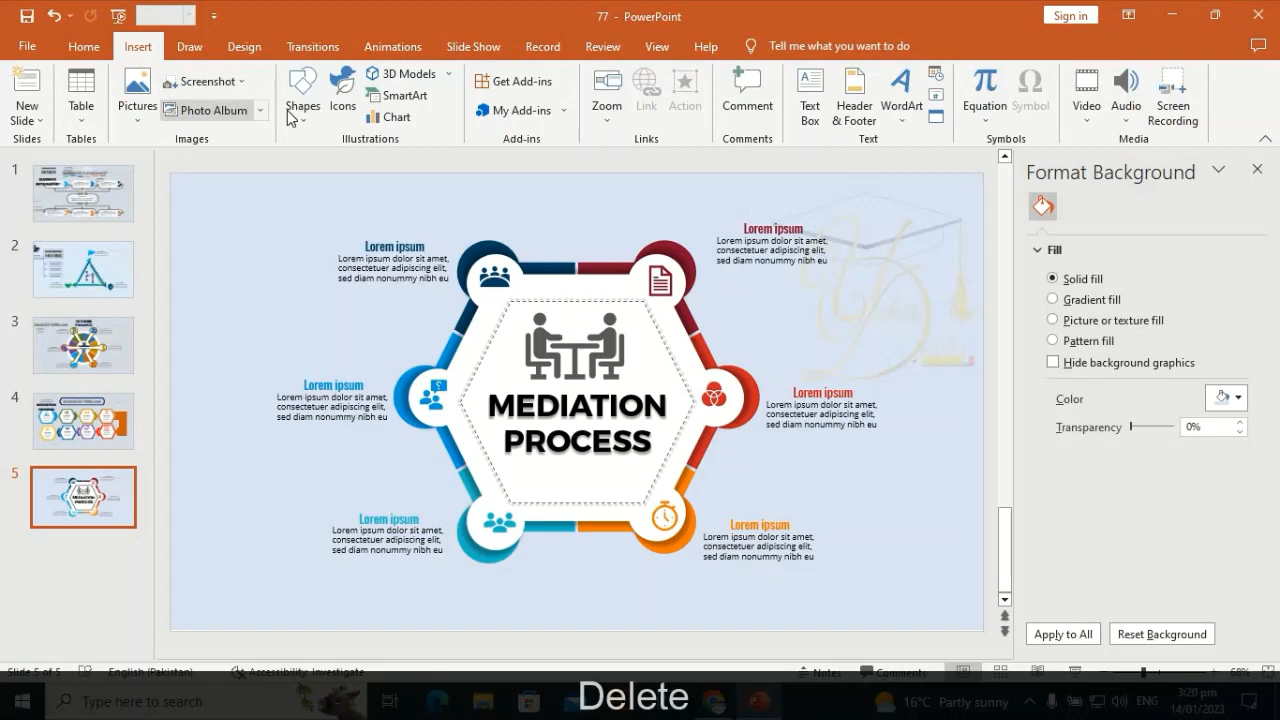 77 - PowerPoint
Sign in
File
Home
Insert
Draw
Design
Transitions
Animations
Slide Show
Record
Review
View
Help
Tell me what you want to do
New
Slide
Slides
Table
Tables
Pictures
Screenshot
Photo Album
Images
Shapes
Icons
3D Models
SmartArt
Chart
Illustrations
Get Add-ins
My Add-ins
Add-ins
Zoom
Link
Action
Links
Comment
Comments
Text
Box
Header
& Footer
WordArt
Text
Equation
Symbol
Symbols
Video
Audio
Screen
Recording
Media
1
2
3
4
5
Lorem ipsum
Lorem ipsum dolor sit amet,
consectetuer adipiscing elit,
sed diam nonummy nibh eu
Lorem ipsum
Lorem ipsum dolor sit amet,
consectetuer adipiscing elit,
sed diam nonummy nibh eu
Lorem ipsum
Lorem ipsum dolor sit amet,
consectetuer adipiscing elit,
sed diam nonummy nibh eu
MEDIATION
PROCESS
Lorem ipsum
Lorem ipsum dolor sit amet,
consectetuer adipiscing elit,
sed diam nonummy nibh eu
Lorem ipsum
Lorem ipsum dolor sit amet,
consectetuer adipiscing elit,
sed diam nonummy nibh eu
Lorem ipsum
Lorem ipsum dolor sit amet,
consectetuer adipiscing elit,
sed diam nonummy nibh eu
Format Background
Fill
Solid fill
Gradient fill
Picture or texture fill
Pattern fill
Hide background graphics
Color
Transparency
0%
Apply to All
Reset Background
Slide 5 of 5
English (Pakistan)
Accessibility: Investigate
Notes
Comments
68%
Type here to search
Delete
16°C Partly sunny
ENG
3:20 pm
14/01/2023